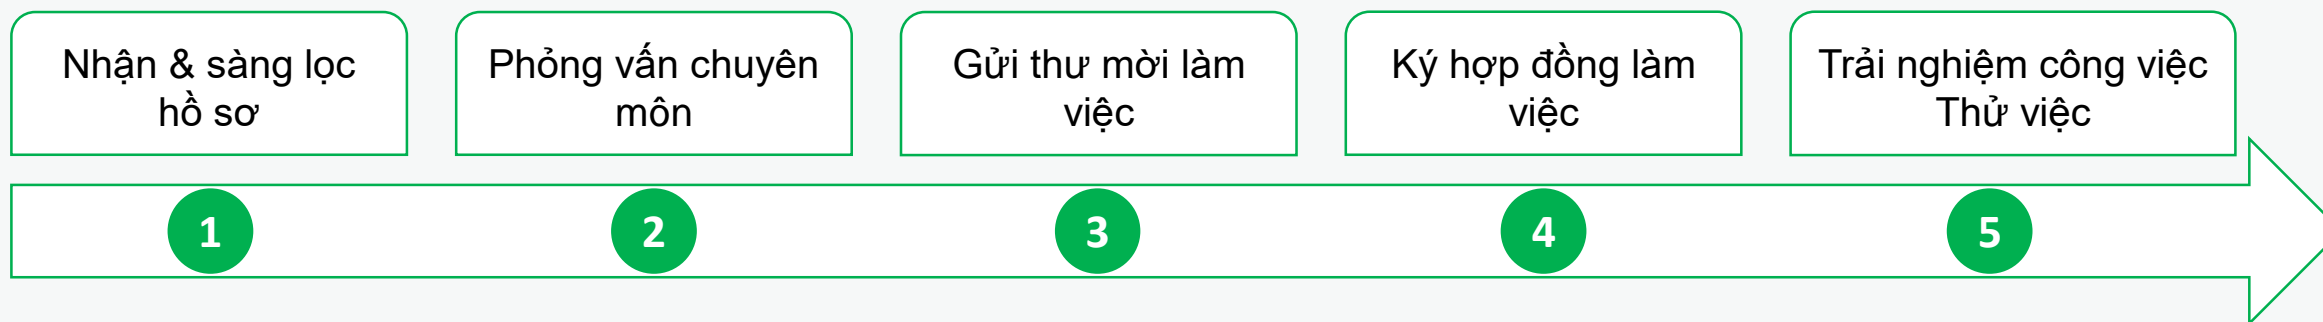 Nhận & sàng lọc
hồ sơ
Phỏng vấn chuyên
môn
Gửi thư mời làm
việc
Ký hợp đồng làm
việc
Trải nghiệm công việc
Thử việc
1
2
3
4
5